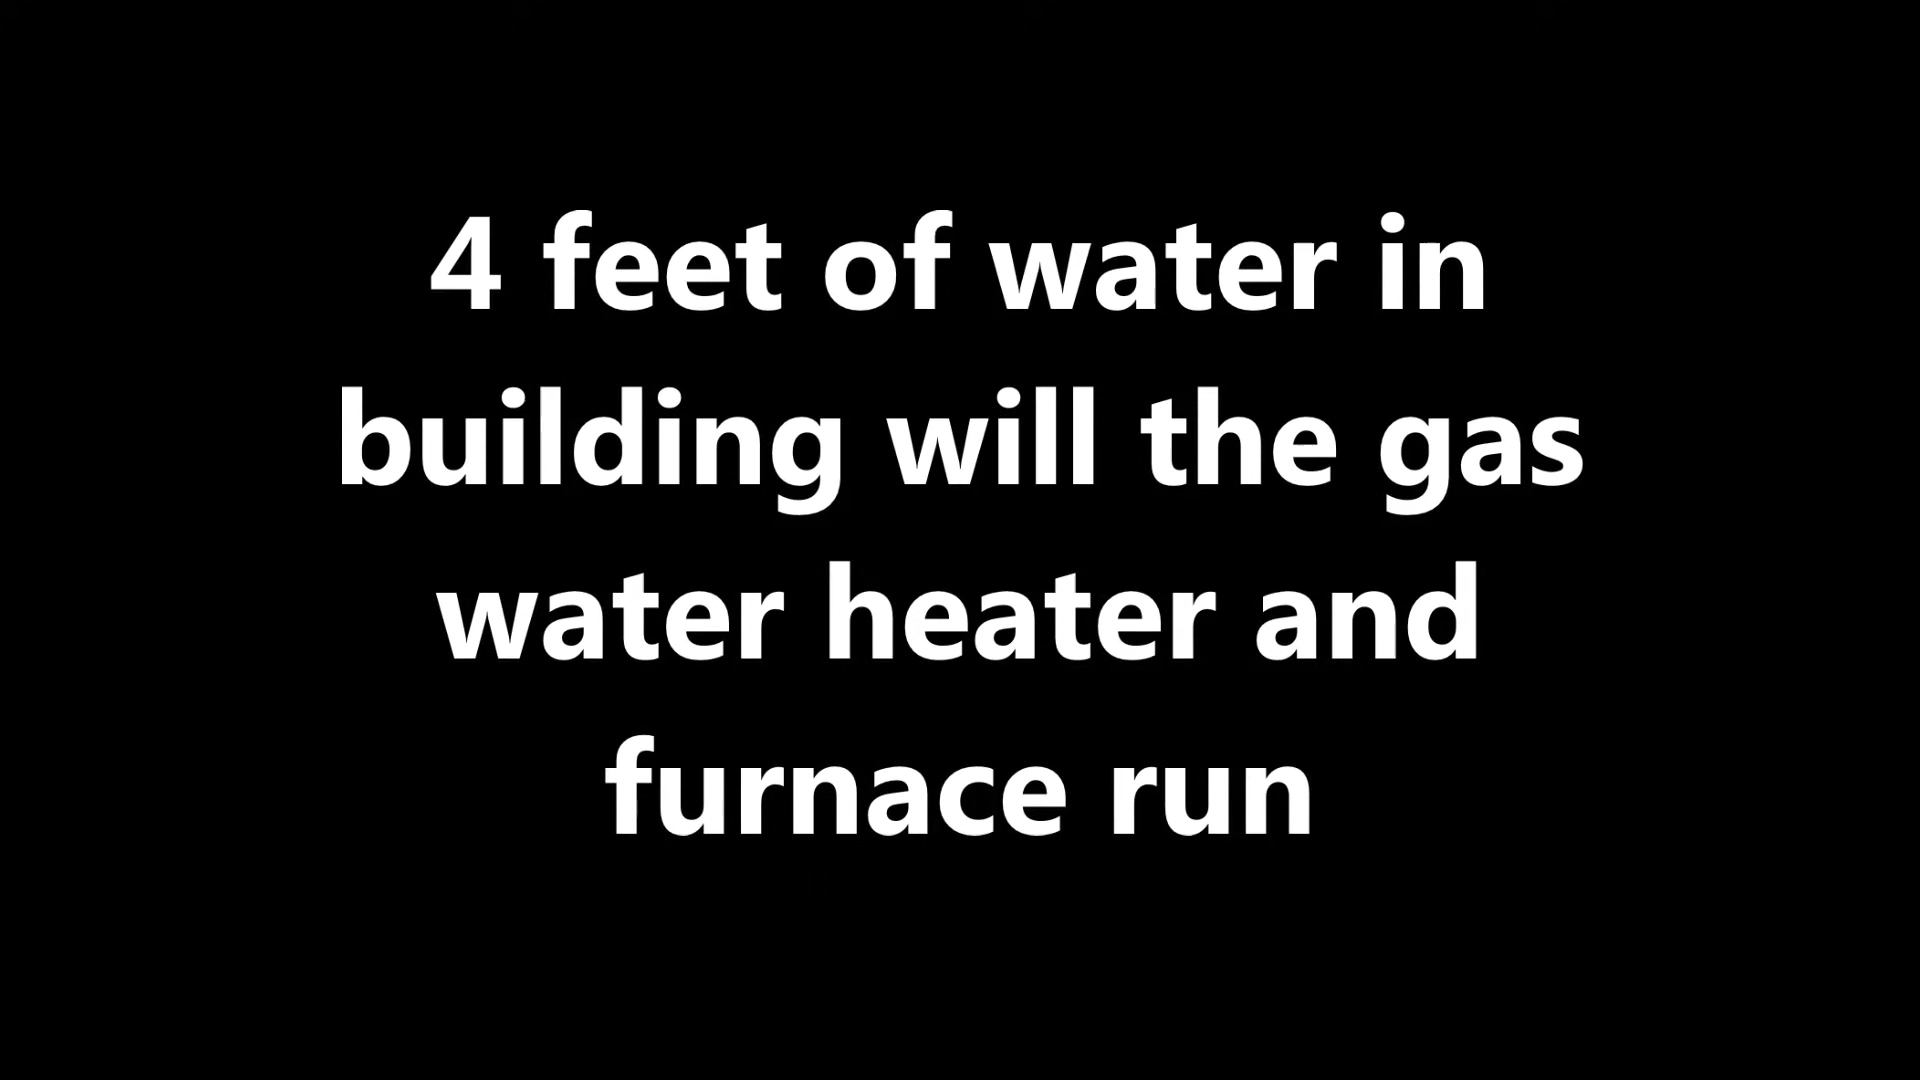 4 feet of water in
building will the gas
water heater and
furnace run